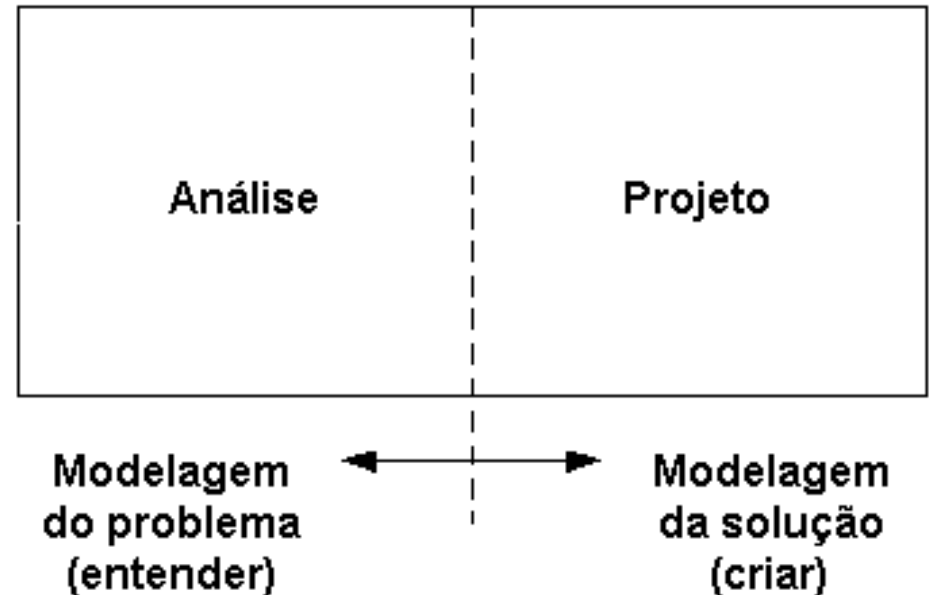 Análise
Projeto
Modelagem
do problema
(entender)
Modelagem
da solução
(criar)